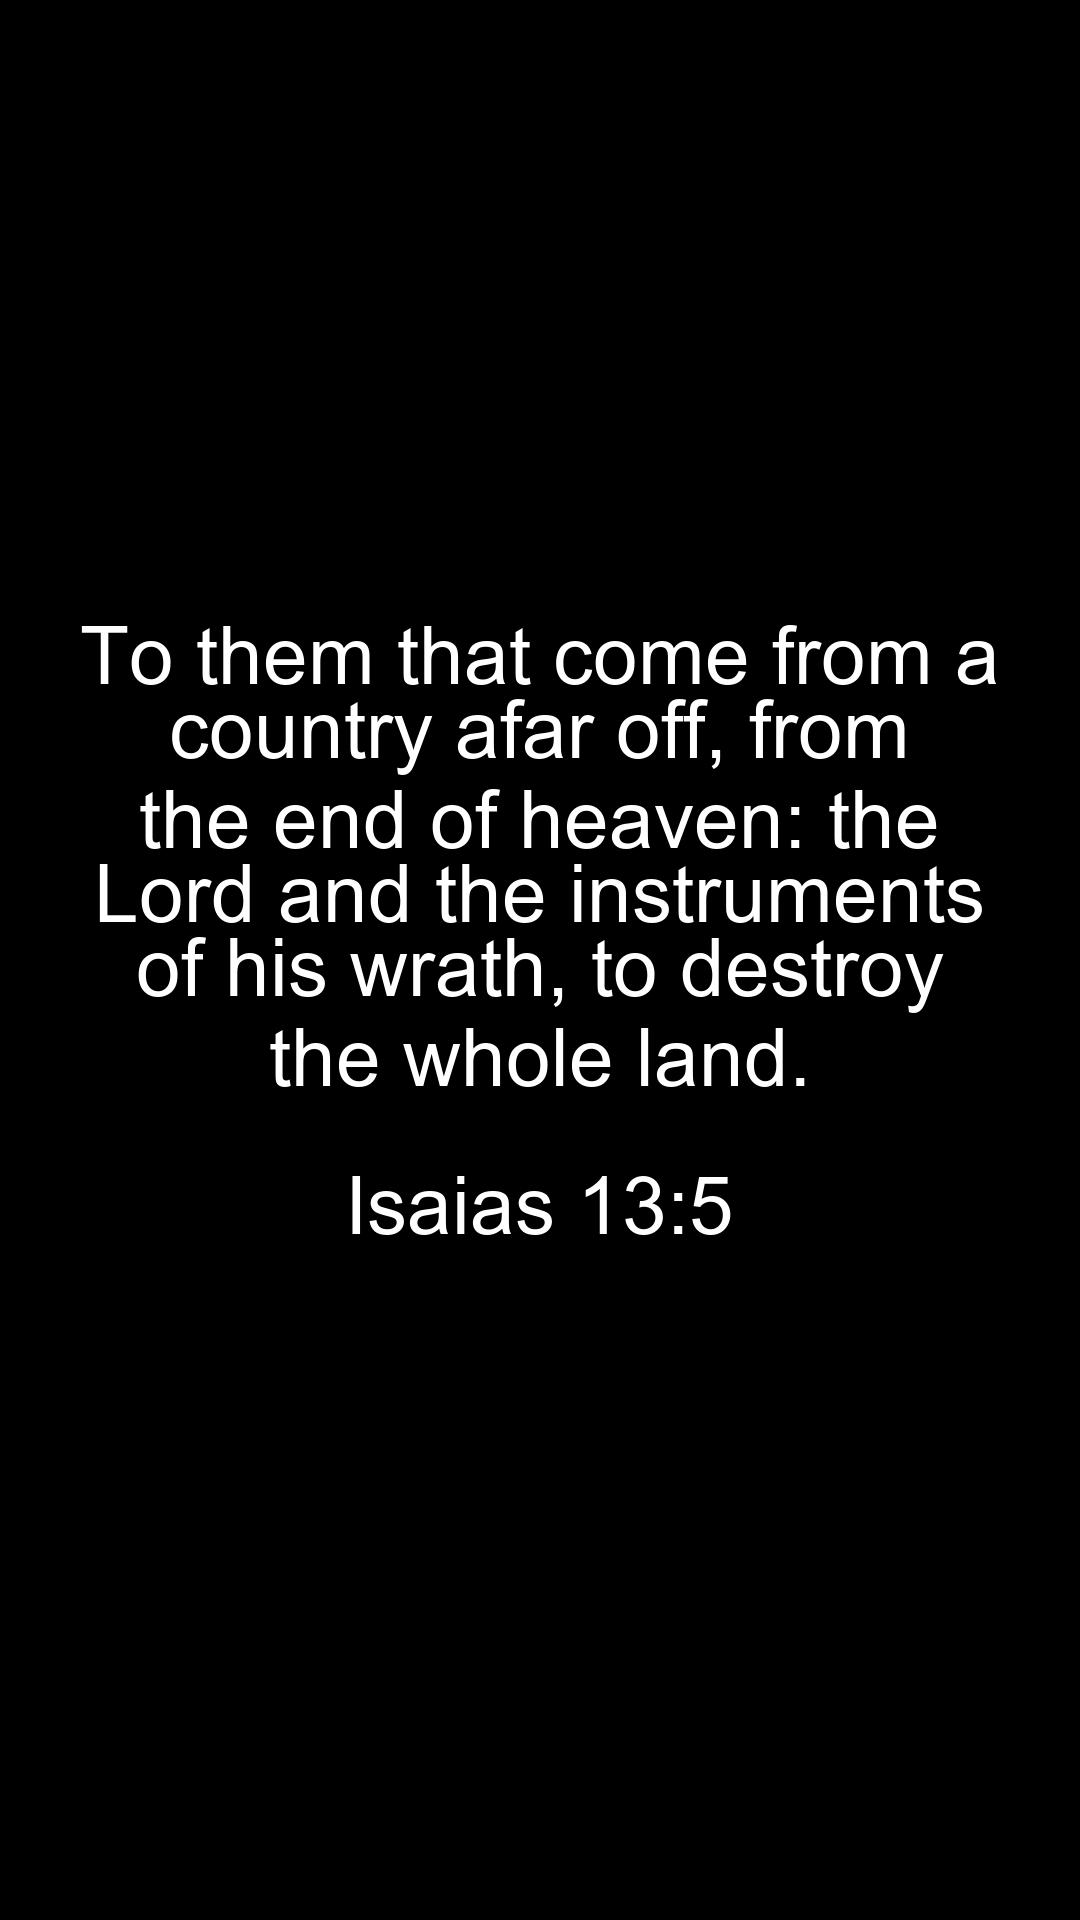 To them that come from a
country afar off, from
the end of heaven: the
Lord and the instruments
of his wrath, to destroy
the whole land.
Isaias 13:5